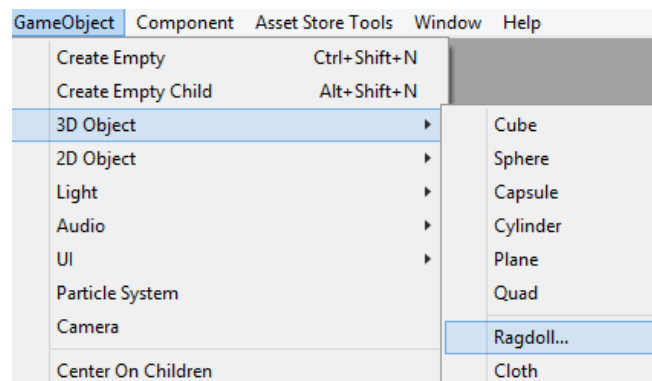 GameObject Component Asset Store Tools Window Help
Create Empty Ctrl+Shift+N
Create Empty Child Alt+Shift+N
3D Object
2D Object
Light
Audio
UI
Particle System
Camera
Center On Children
Cube
Sphere
Capsule
Cylinder
Plane
Quad
Ragdoll...
Cloth